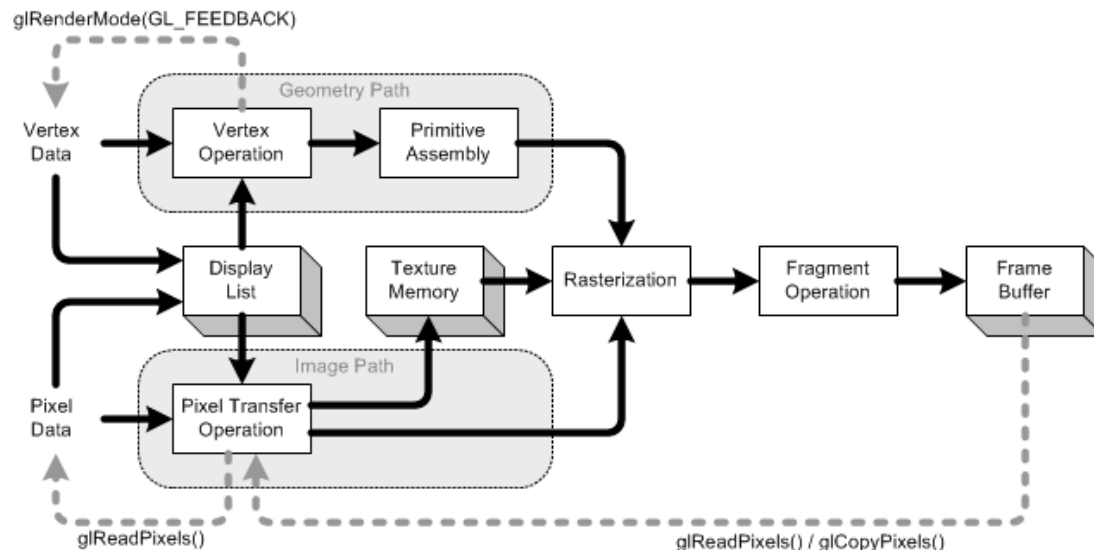 glRenderMode(GL_FEEDBACK)
Geometry Path
Vertex
Data
Vertex
Operation
Primitive
Assembly
Display
List
Texture
Memory
Rasterization
Fragment
Operation
Frame
Buffer
Image Path
Pixel
Data
Pixel Transfer
Operation
glReadPixels()
glReadPixels() / glCopyPixels()